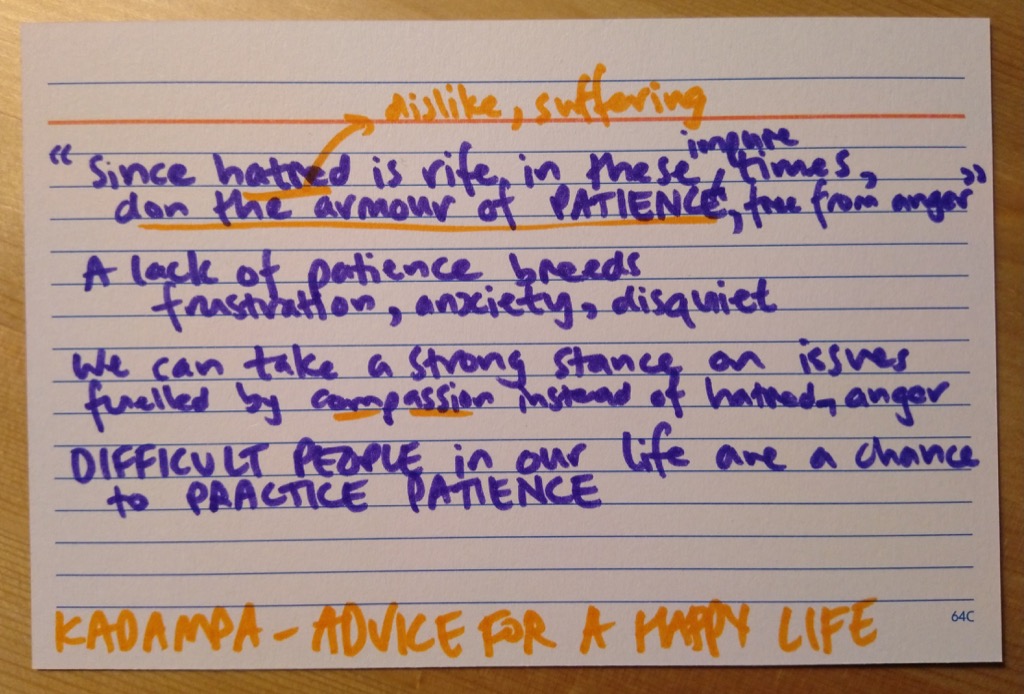 dislike, suffering
impure
“Since hatred is rife, in these times,
don the armour of PATIENCE, free from anger”
A lack of patience breeds
frustration, anxiety, disquiet
We can take a strong stance on issues
fuelled by compassion instead of hatred, anger
DIFFICULT PEOPLE in our life are a chance
to PRACTICE PATIENCE
KADAMPA - ADVICE FOR A HAPPY LIFE
64C